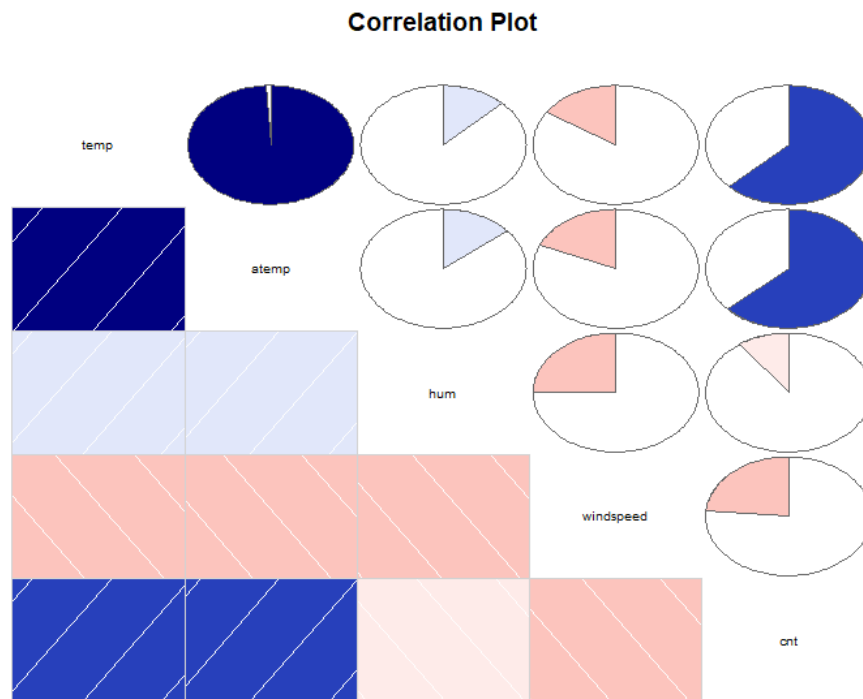 Correlation Plot
temp
atemp
hum
windspeed
cnt